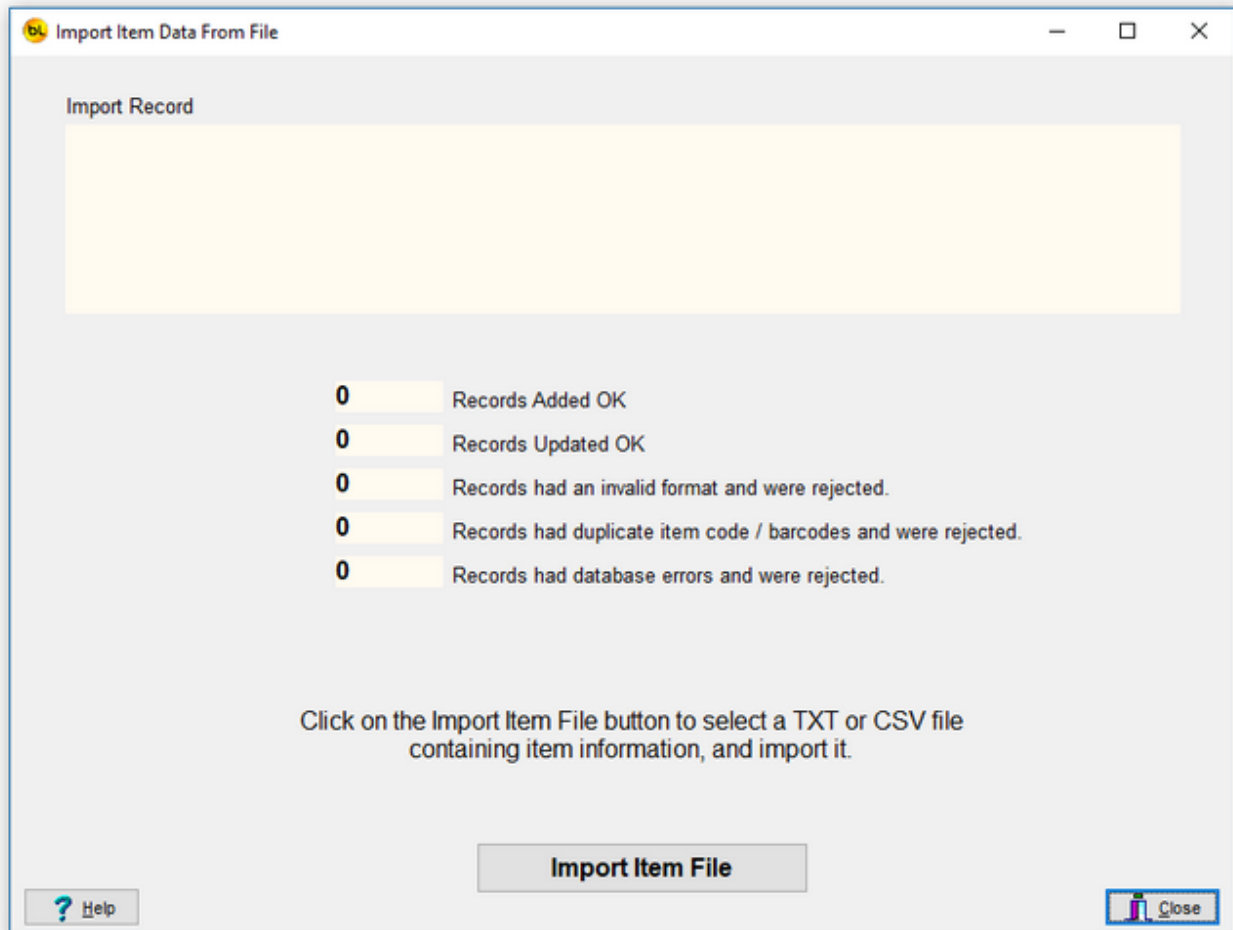 bL Import Item Data From File
Import Record
0 Records Added OK
0 Records Updated OK
0 Records had an invalid format and were rejected.
0 Records had duplicate item code / barcodes and were rejected.
0 Records had database errors and were rejected.
Click on the Import Item File button to select a TXT or CSV file
containing item information, and import it.
Import Item File
? Help
Close